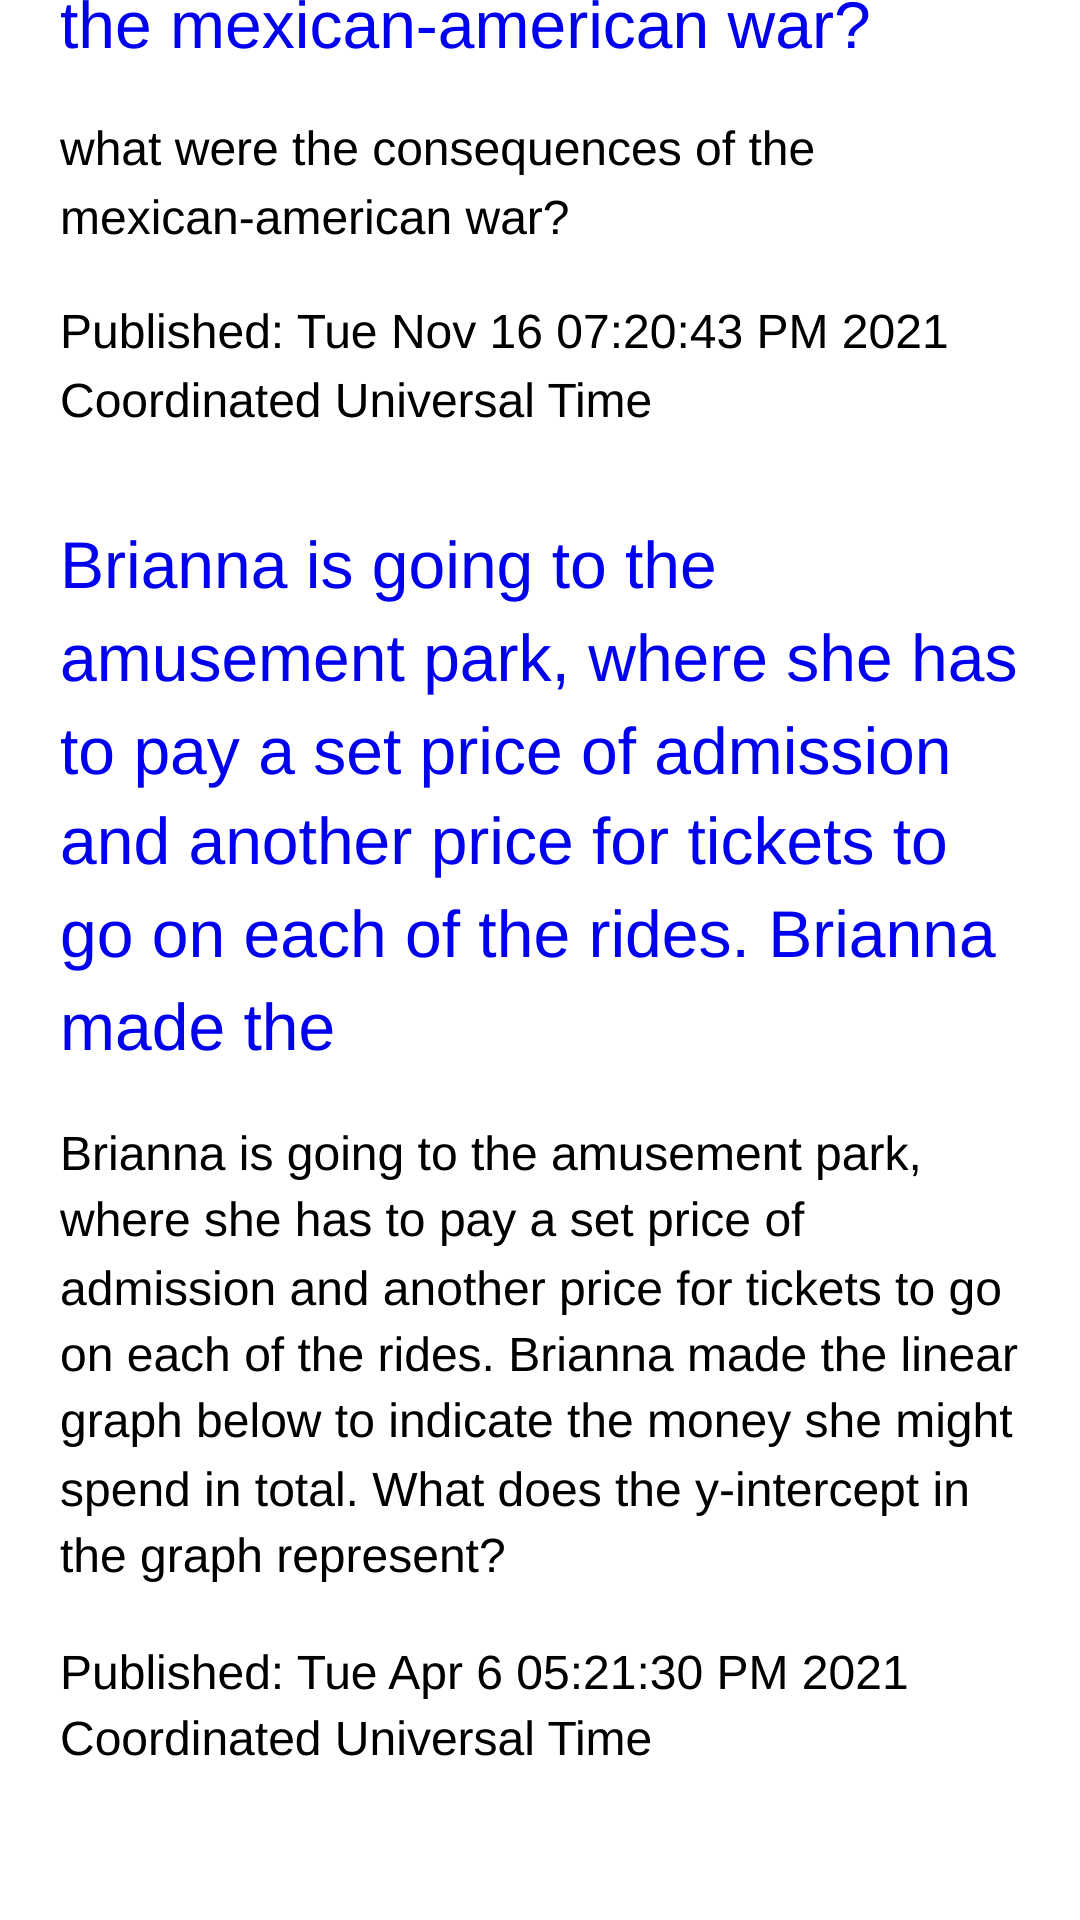 the mexican-american war?
what were the consequences of the
mexican-american war?
Published: Tue Nov 16 07:20:43 PM 2021
Coordinated Universal Time
Brianna is going to the
amusement park, where she has
to pay a set price of admission
and another price for tickets to
go on each of the rides. Brianna
made the
Brianna is going to the amusement park,
where she has to pay a set price of
admission and another price for tickets to go
on each of the rides. Brianna made the linear
graph below to indicate the money she might
spend in total. What does the y-intercept in
the graph represent?
Published: Tue Apr 6 05:21:30 PM 2021
Coordinated Universal Time